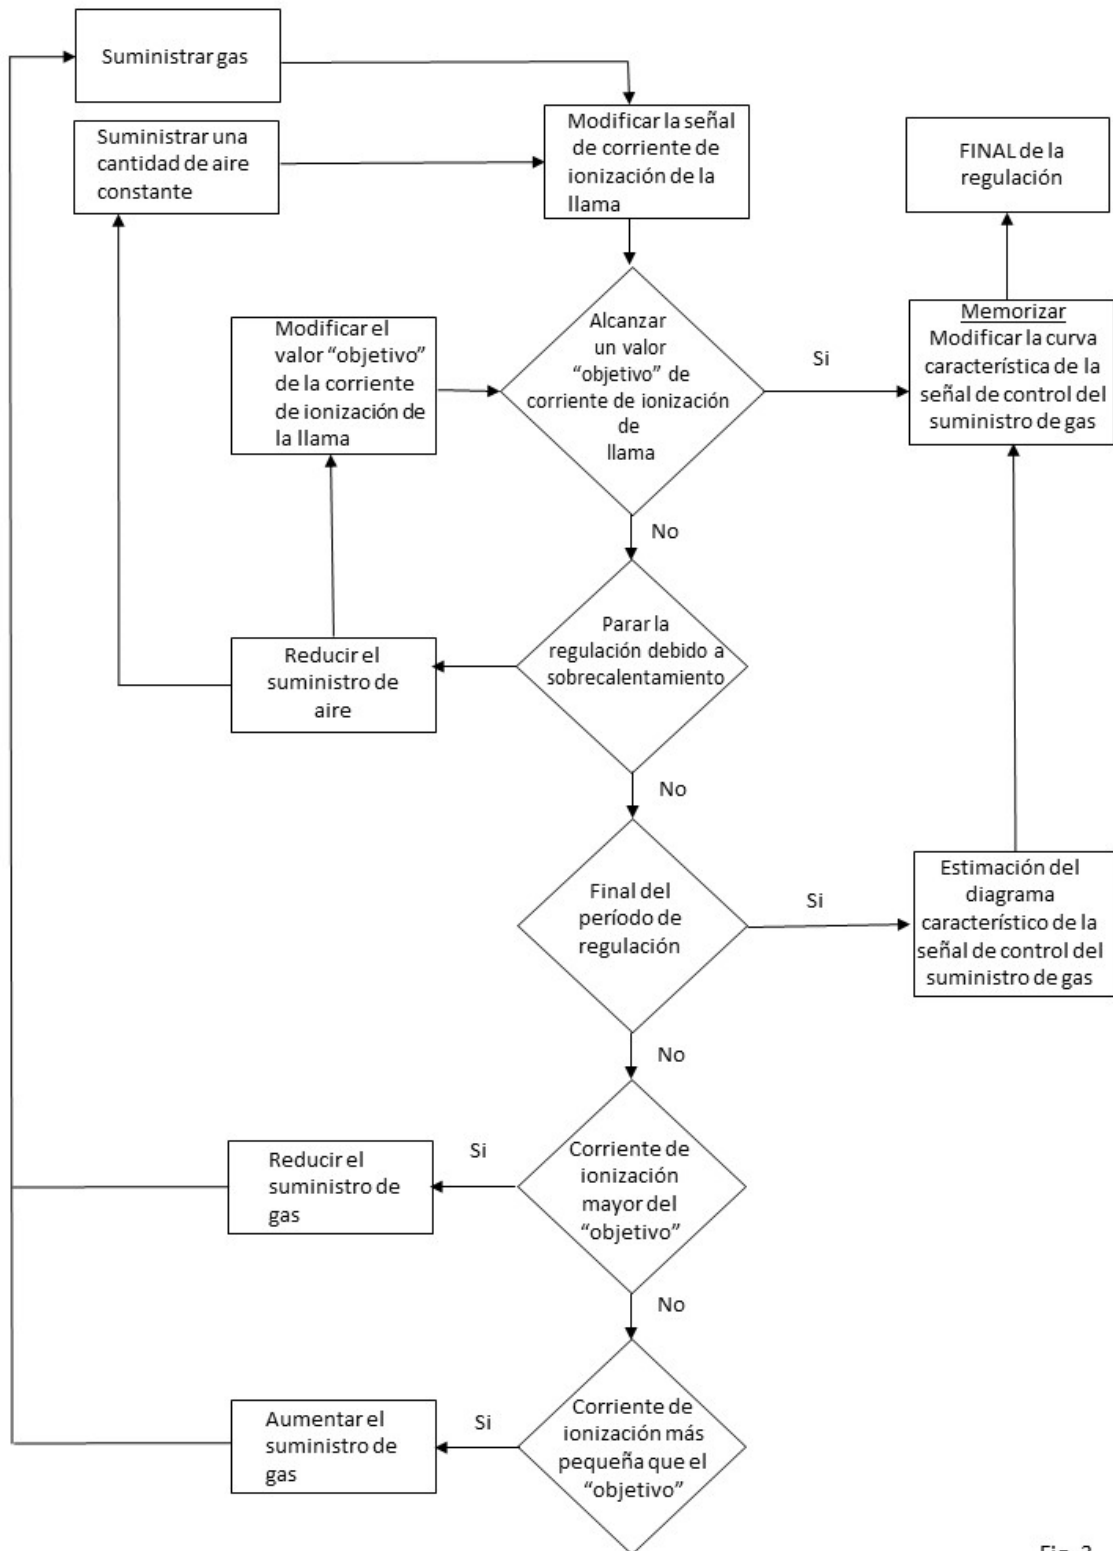 Suministrar gas
Suministrar una
cantidad de aire
constante
Modificar la señal
de corriente de
ionización de la
llama
FINAL de la
regulación
Modificar el
valor “objetivo”
de la corriente
de ionización de
la llama
Alcanzar
un valor
“objetivo” de
corriente de ionización
de
llama
Si
Memorizar
Modificar la curva
característica de la
señal de control del
suministro de gas
No
Reducir el
suministro de
aire
Parar la
regulación debido a
sobrecalentamiento
No
Final del
período de
regulación
Si
Estimación del
diagrama
característico de la
señal de control del
suministro de gas
No
Reducir el
suministro de
gas
Si
Corriente de
ionización
mayor del
“objetivo”
No
Aumentar el
suministro de
gas
Si
Corriente de
ionización más
pequeña que el
“objetivo”